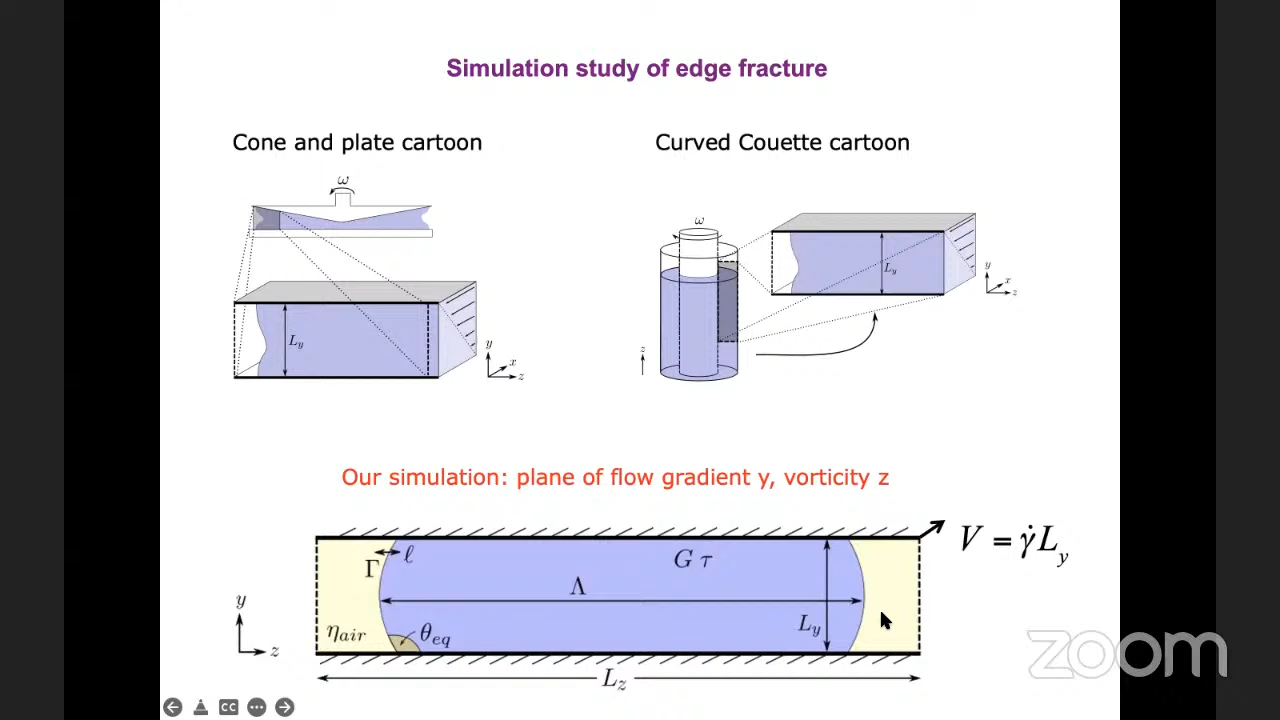 Simulation study of edge fracture
Cone and plate cartoon
Curved Couette cartoon
ω
ω
L_y
y
x
z
L_y
y
x
z
z
Our simulation: plane of flow gradient y, vorticity z
V = γ̇L_y
Γ
ℓ
G τ
Λ
L_y
η_air
θ_eq
y
z
L_z
zoom
CC